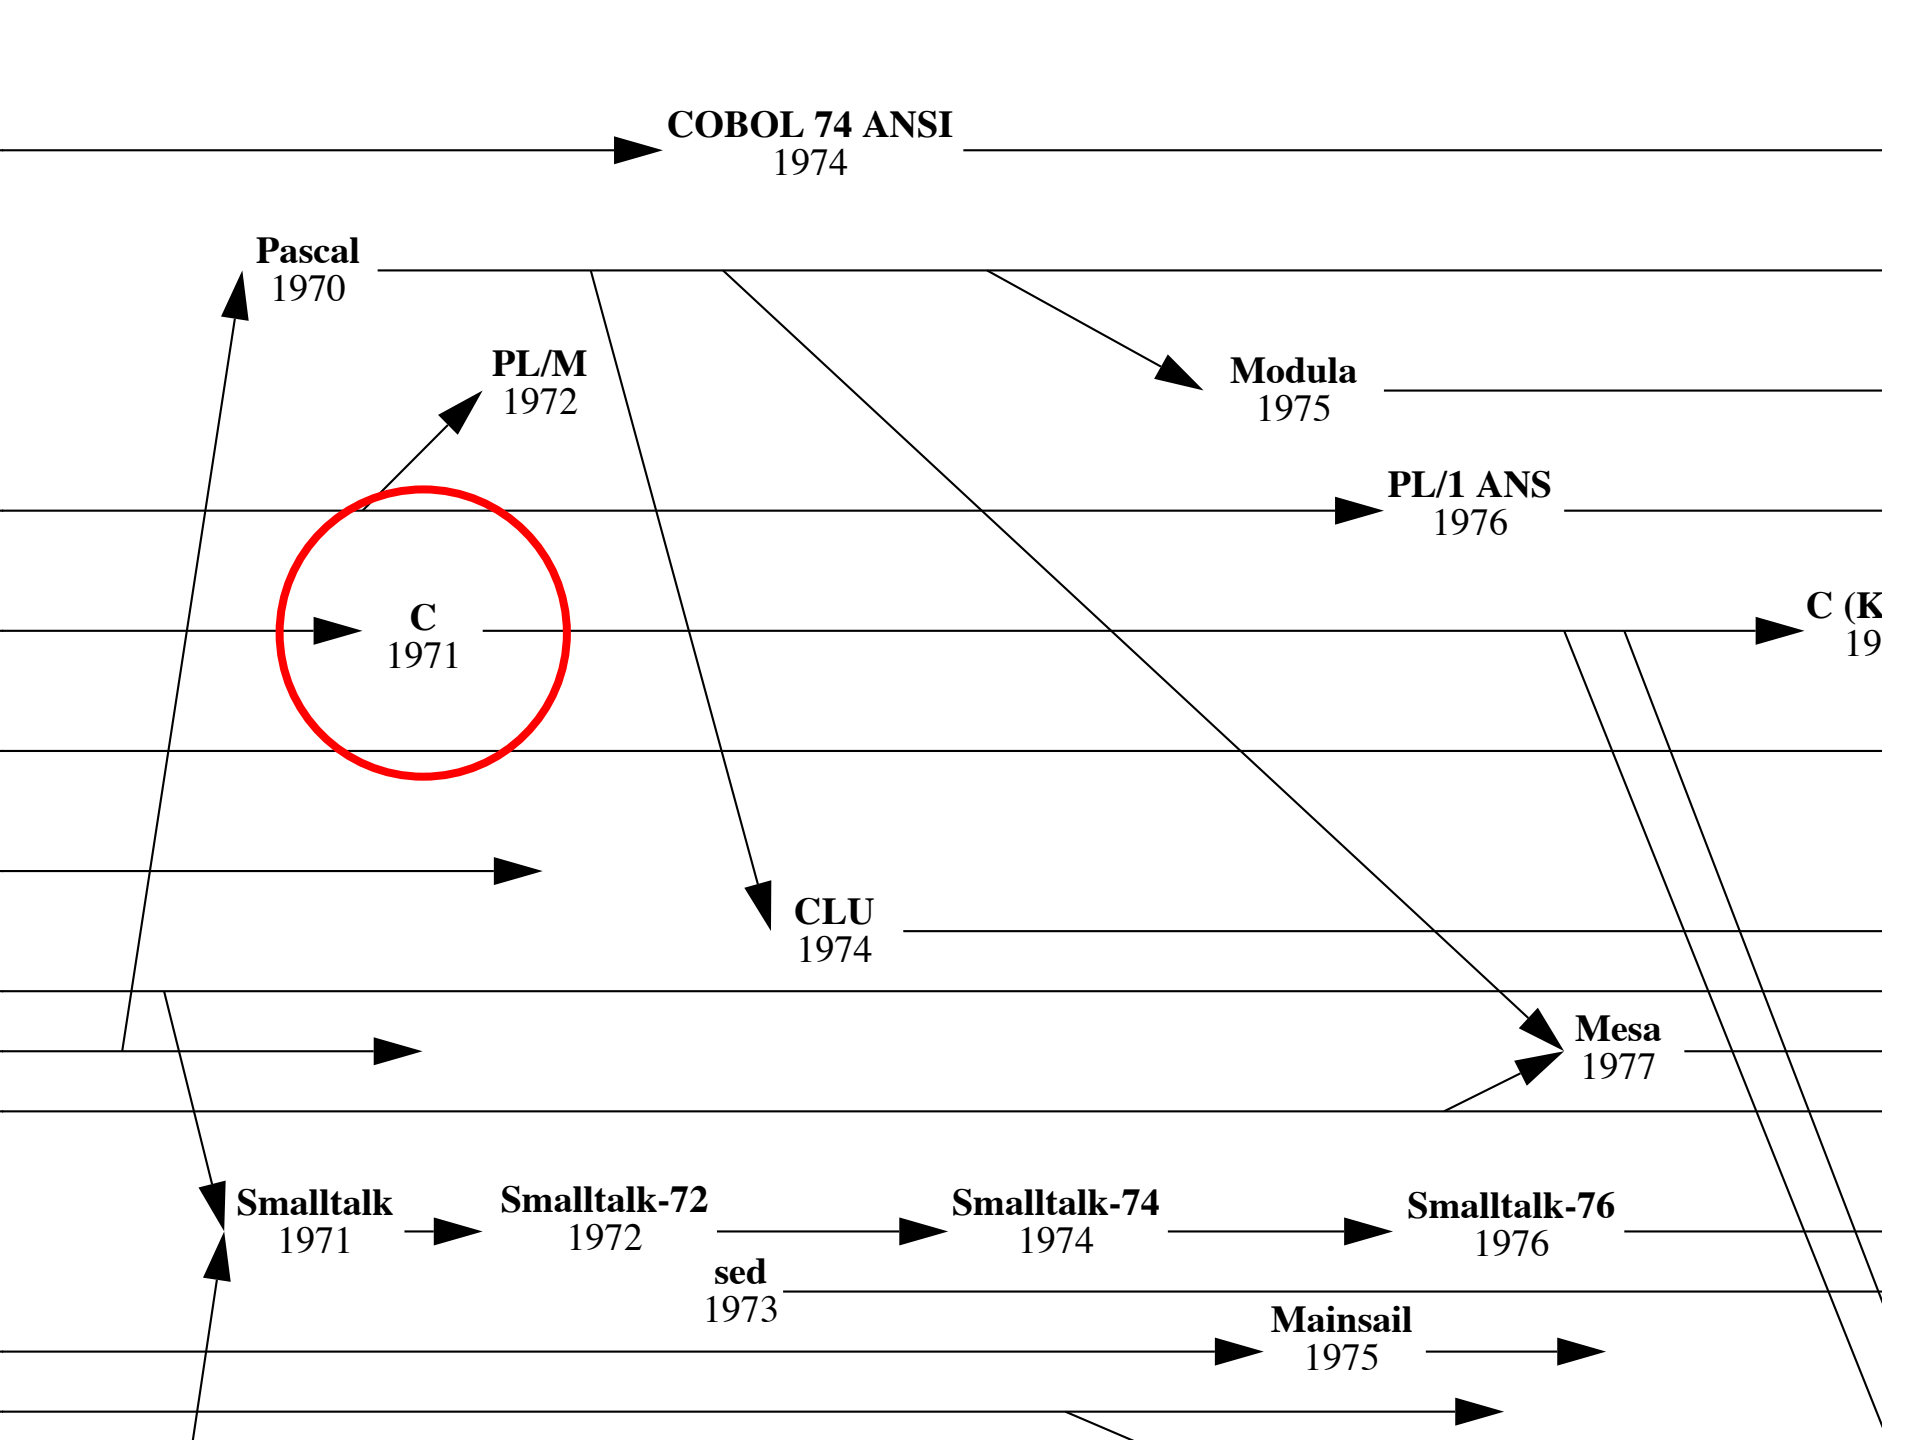 COBOL 74 ANSI
1974
Pascal
1970
PL/M
1972
Modula
1975
PL/1 ANS
1976
C
1971
C (K
19
CLU
1974
Mesa
1977
Smalltalk
1971
Smalltalk-72
1972
Smalltalk-74
1974
Smalltalk-76
1976
sed
1973
Mainsail
1975